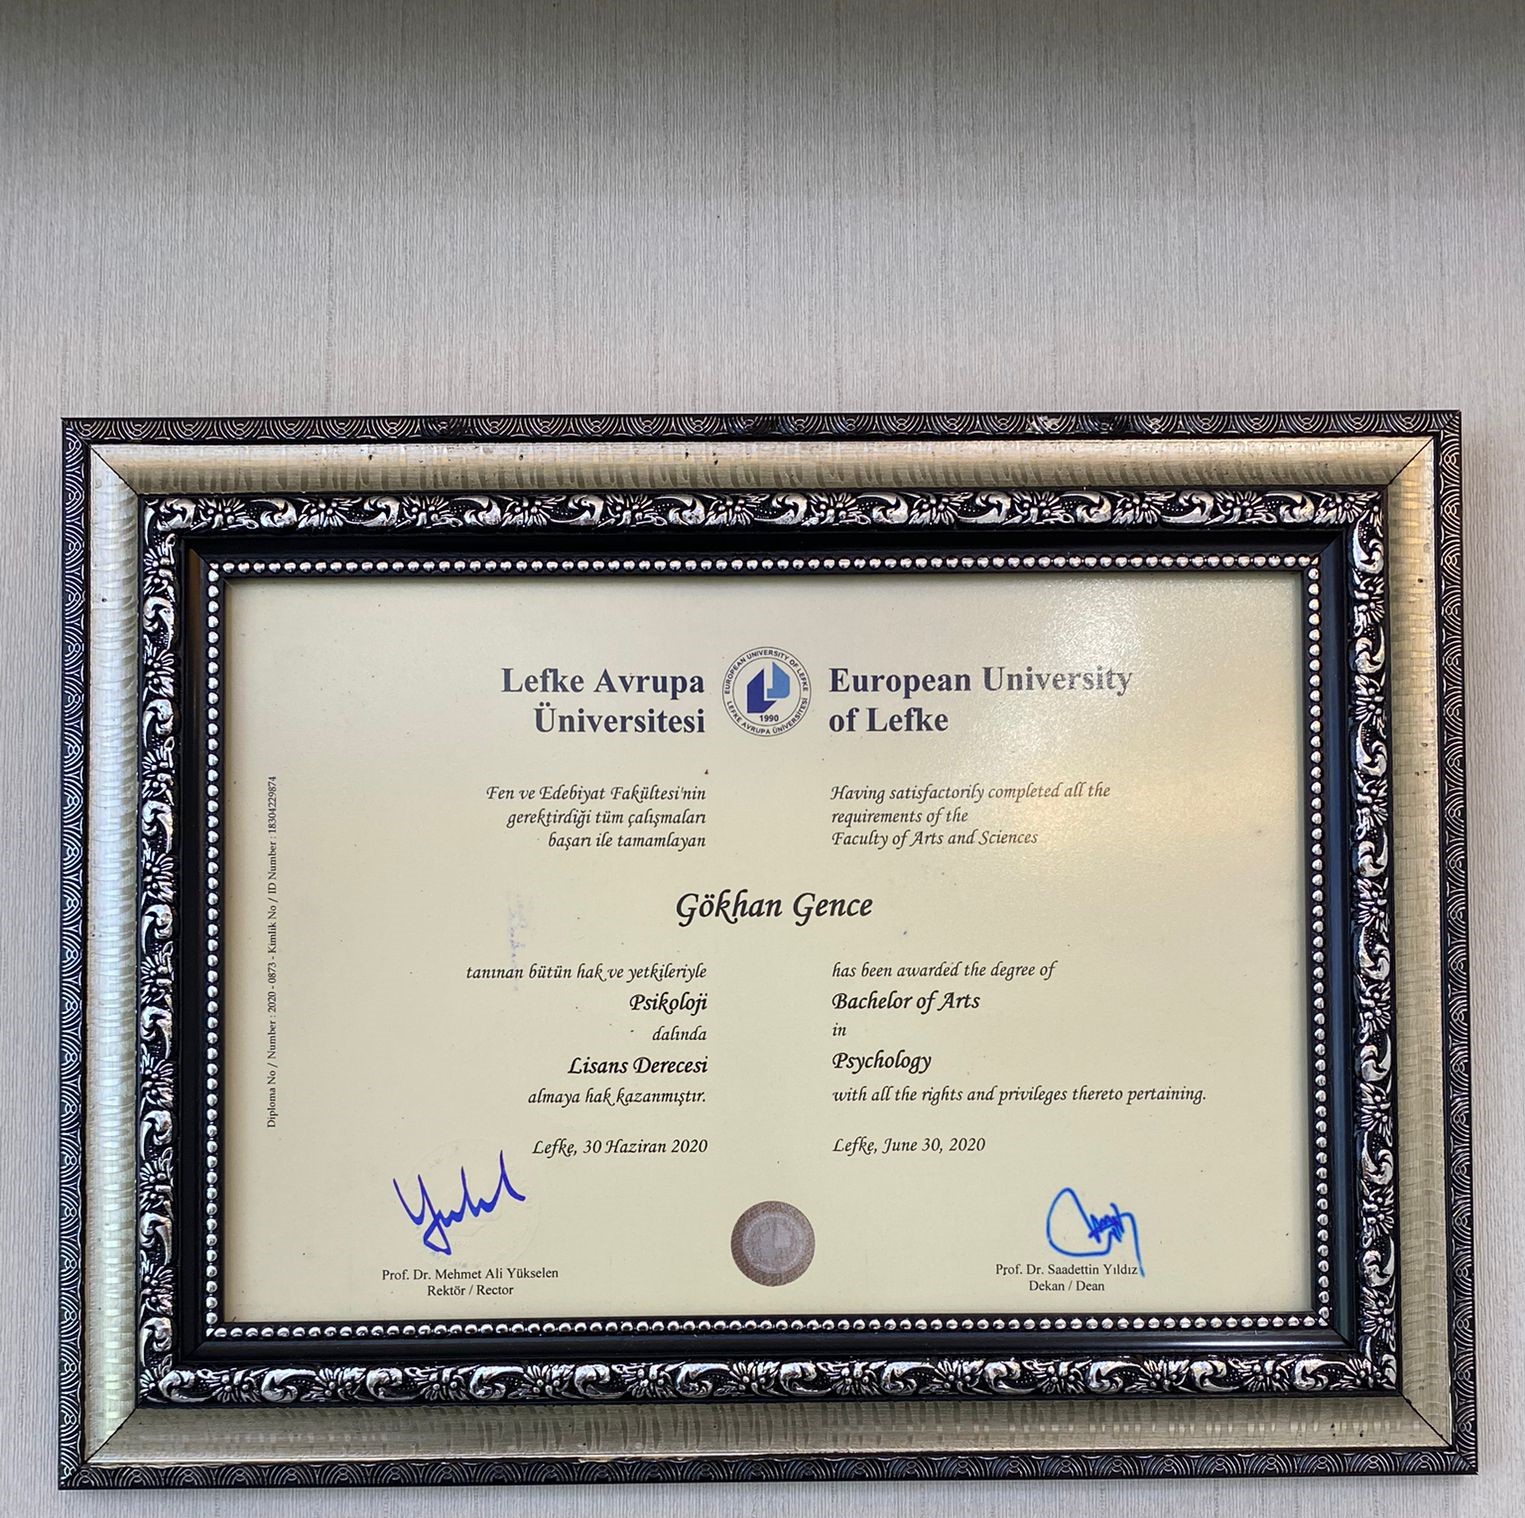 Lefke Avrupa
Üniversitesi
EUROPEAN UNIVERSITY OF LEFKE
1990
LEFKE AVRUPA ÜNİVERSİTESİ
European University
of Lefke
Fen ve Edebiyat Fakültesi'nin
gerektirdiği tüm çalışmaları
başarı ile tamamlayan
Having satisfactorily completed all the
requirements of the
Faculty of Arts and Sciences
Gökhan Gence
tanınan bütün hak ve yetkileriyle
Psikoloji
dalında
Lisans Derecesi
almaya hak kazanmıştır.
Lefke, 30 Haziran 2020
has been awarded the degree of
Bachelor of Arts
in
Psychology
with all the rights and privileges thereto pertaining.
Lefke, June 30, 2020
Prof. Dr. Mehmet Ali Yükselen
Rektör / Rector
Prof. Dr. Saadettin Yıldız
Dekan / Dean
Diploma No / Number : 2020 - 0873 - Kimlik No / ID Number : 18304229874